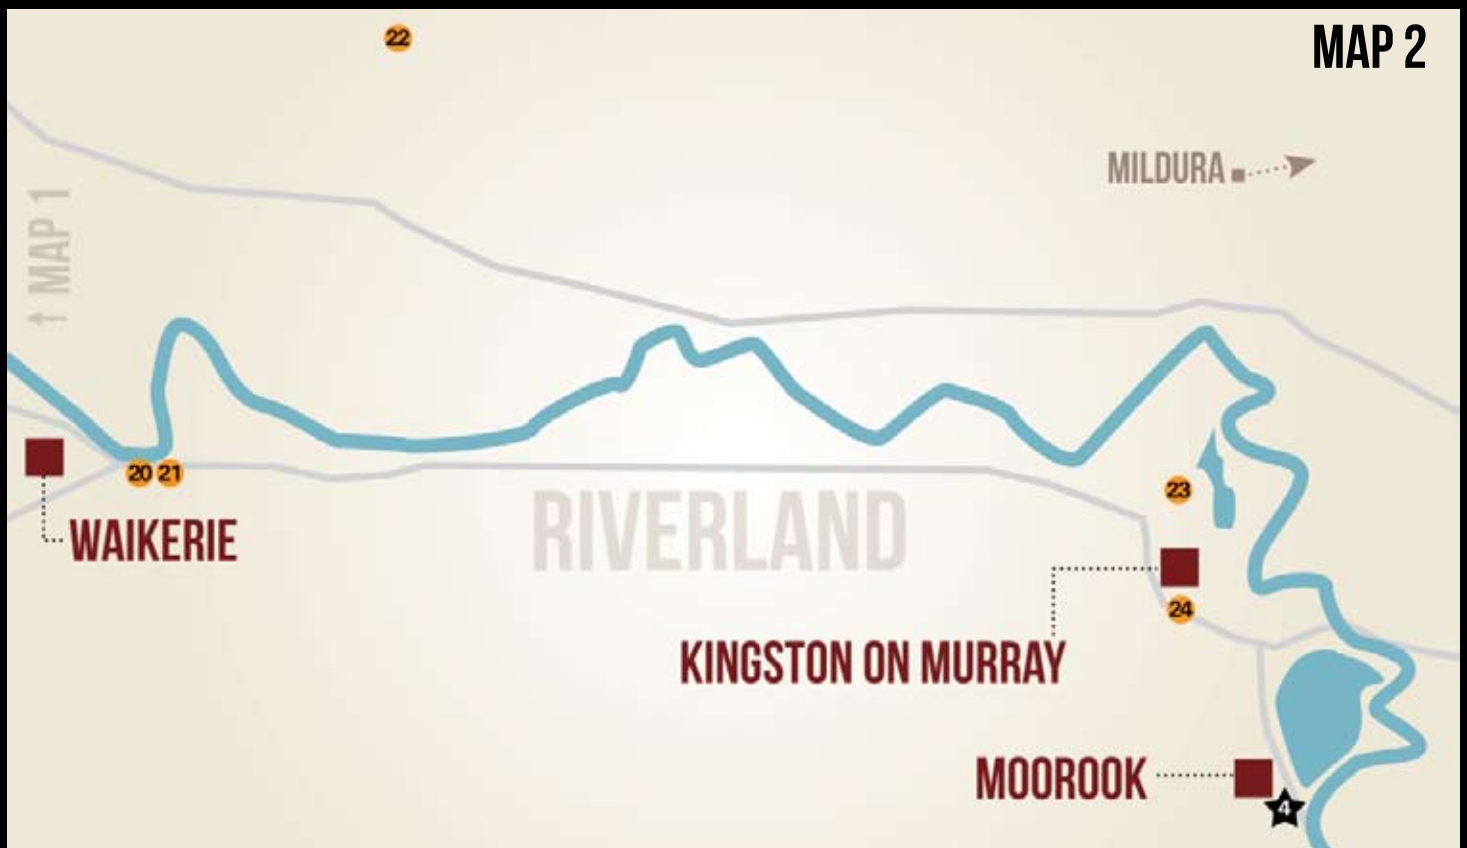 22
MAP 2
MILDURA
MAP 1
20 21
23
RIVERLAND
WAIKERIE
24
KINGSTON ON MURRAY
MOOROOK
4